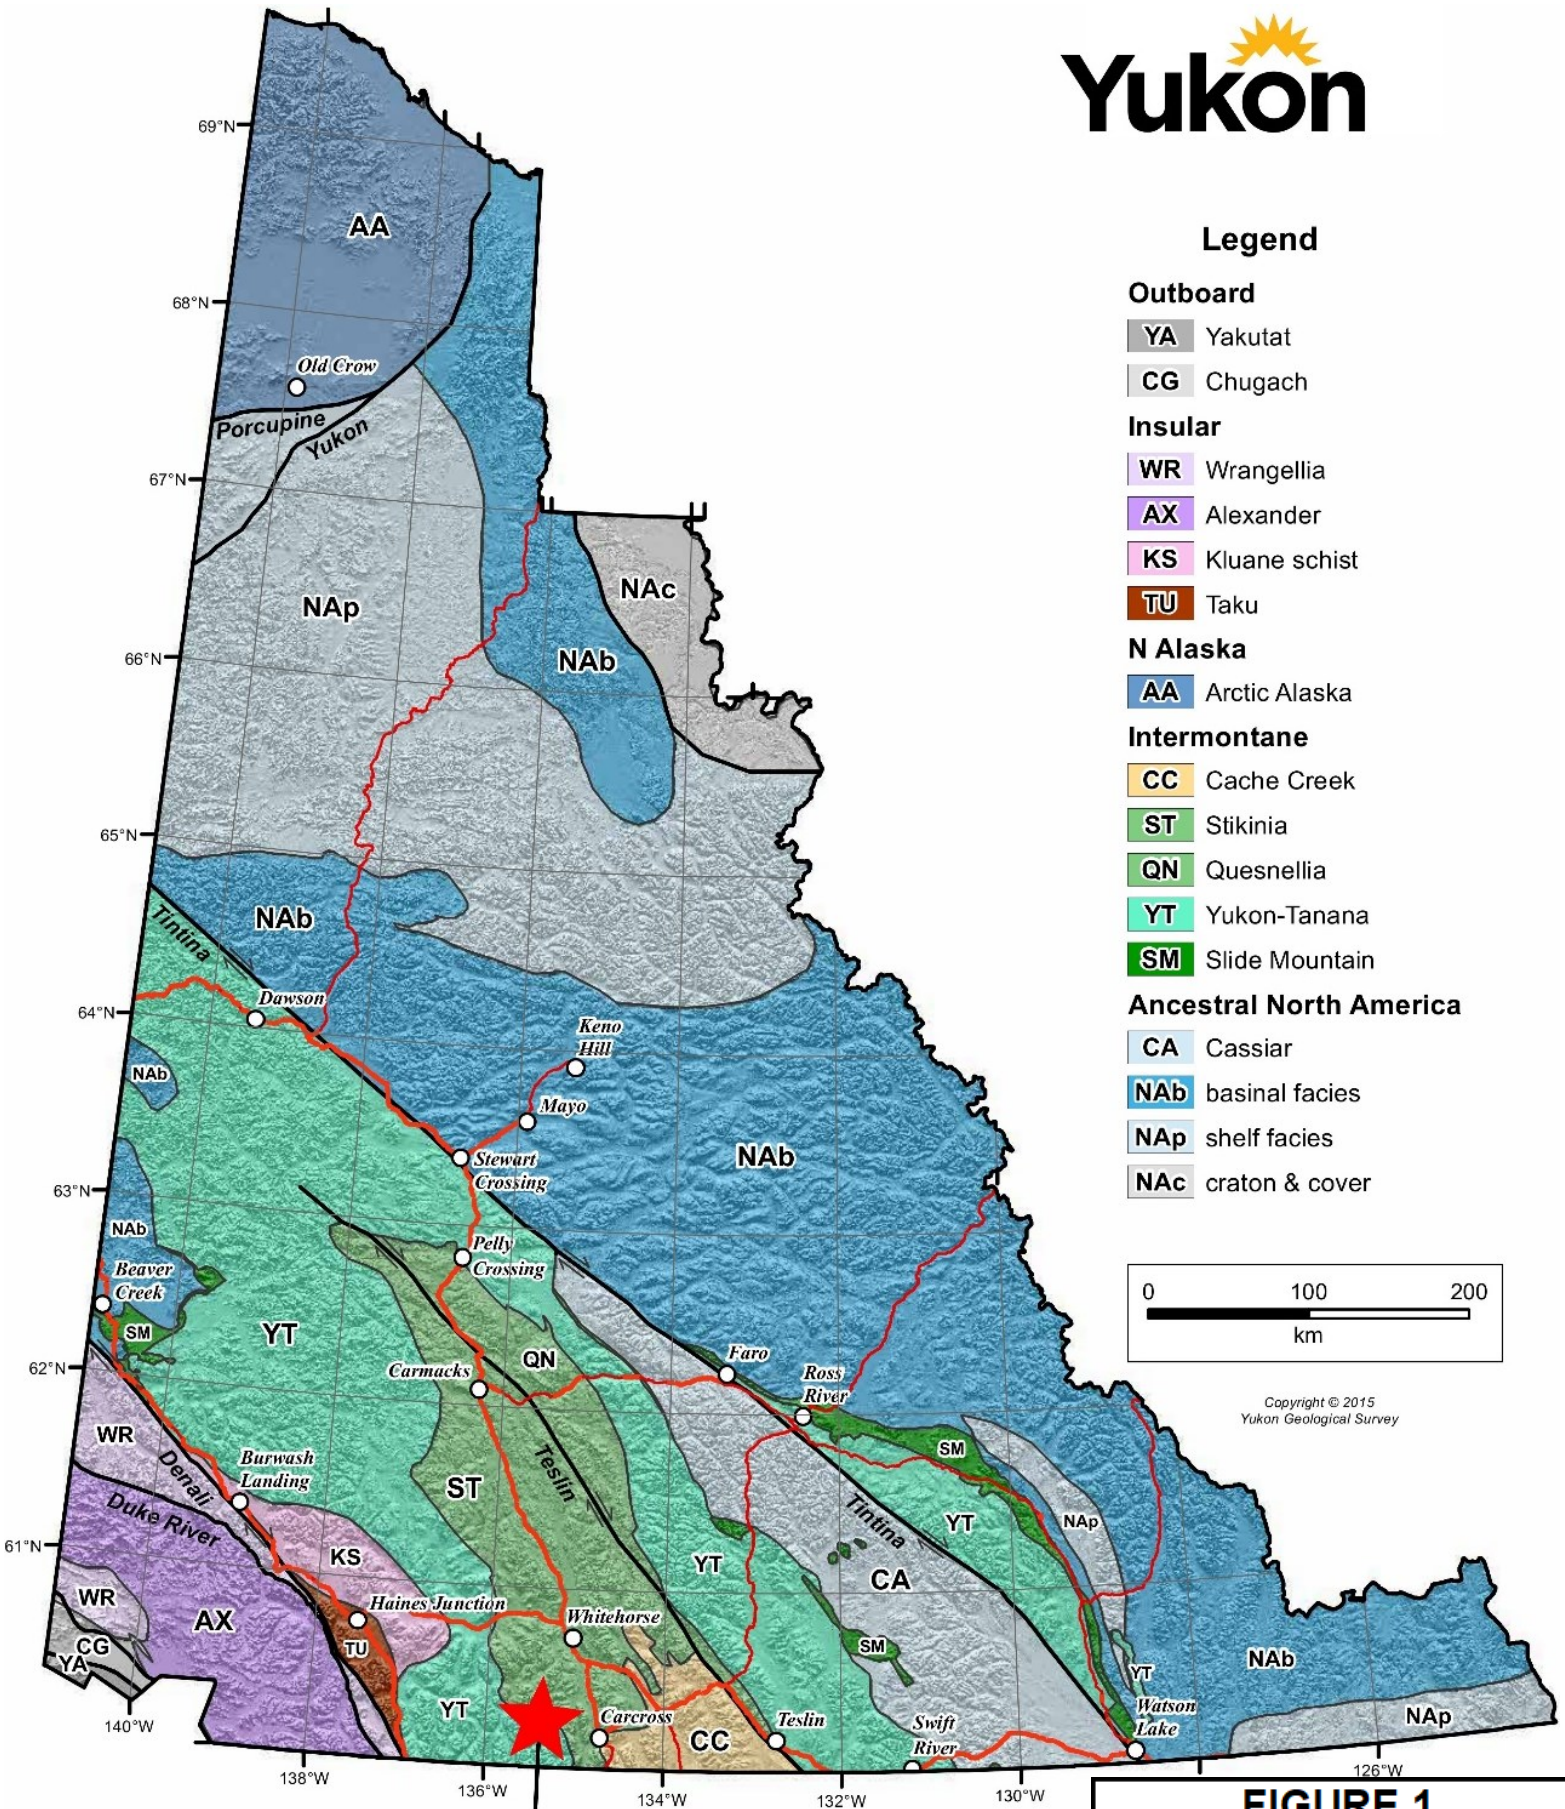 Yukon
69°N
AA
68°N
Old Crow
Porcupine
Yukon
67°N
NAp
NAc
NAb
66°N
65°N
NAb
Tintina
Dawson
64°N
Keno
Hill
NAb
Mayo
NAb
Stewart
Crossing
63°N
NAb
Pelly
Crossing
Beaver
Creek
SM
YT
QN
62°N
Carmacks
Faro
Ross
River
WR
Denali
Burwash
Landing
ST
Teslin
SM
Duke River
Tintina
YT
NAp
61°N
KS
YT
CA
WR
AX
Haines Junction
Whitehorse
TU
SM
CG
YA
NAb
YT
YT
Watson
Lake
Carcross
CC
Teslin
Swift
River
NAp
140°W
138°W
136°W
134°W
132°W
130°W
126°W
Legend
Outboard
YA Yakutat
CG Chugach
Insular
WR Wrangellia
AX Alexander
KS Kluane schist
TU Taku
N Alaska
AA Arctic Alaska
Intermontane
CC Cache Creek
ST Stikinia
QN Quesnellia
YT Yukon-Tanana
SM Slide Mountain
Ancestral North America
CA Cassiar
NAb basinal facies
NAp shelf facies
NAc craton & cover
0 100 200
km
Copyright © 2015
Yukon Geological Survey
FIGURE 1